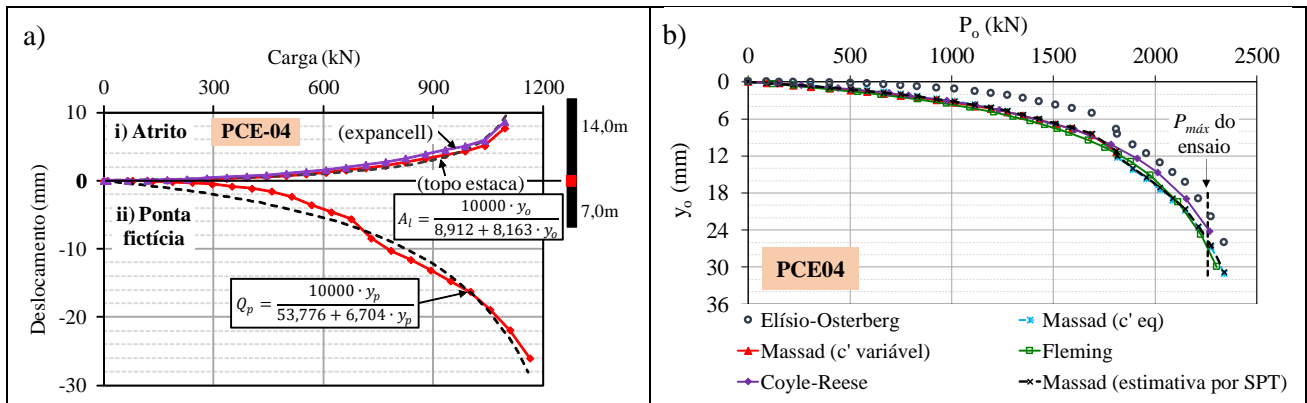 a)
Carga (kN)
0 300 600 900 1200
Deslocamento (mm)
10
0
-10
-20
-30
i) Atrito
PCE-04
(expancell)
(topo estaca)
ii) Ponta
fictícia
A_l = 10000 · y_o / 8,912 + 8,163 · y_o
Q_p = 10000 · y_p / 53,776 + 6,704 · y_p
14,0m
7,0m
b)
P_o (kN)
0 500 1000 1500 2000 2500
y_o (mm)
0
6
12
18
24
30
36
P_máx do
ensaio
PCE04
Elísio-Osterberg
Massad (c' eq)
Massad (c' variável)
Fleming
Coyle-Reese
Massad (estimativa por SPT)